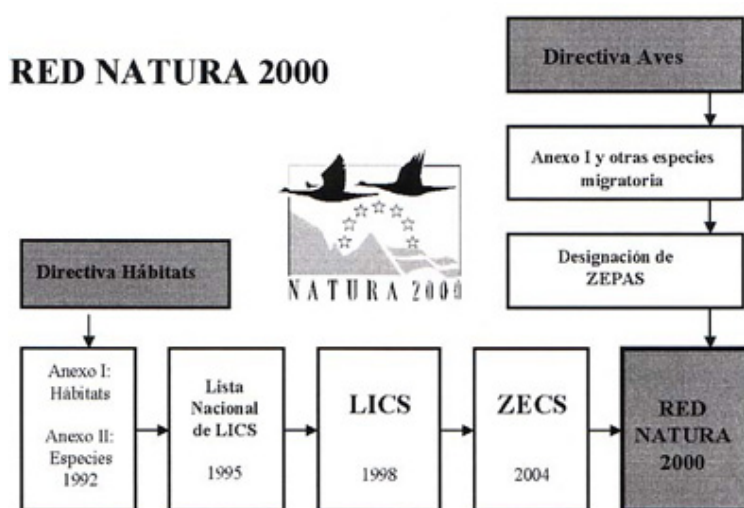 RED NATURA 2000
Directiva Aves
Anexo I y otras especies
migratoria
Designación de
ZEPAS
NATURA 2000
Directiva Hábitats
Anexo I:
Hábitats
Anexo II:
Especies
1992
Lista
Nacional
de LICS
1995
LICS
1998
ZECS
2004
RED
NATURA
2000